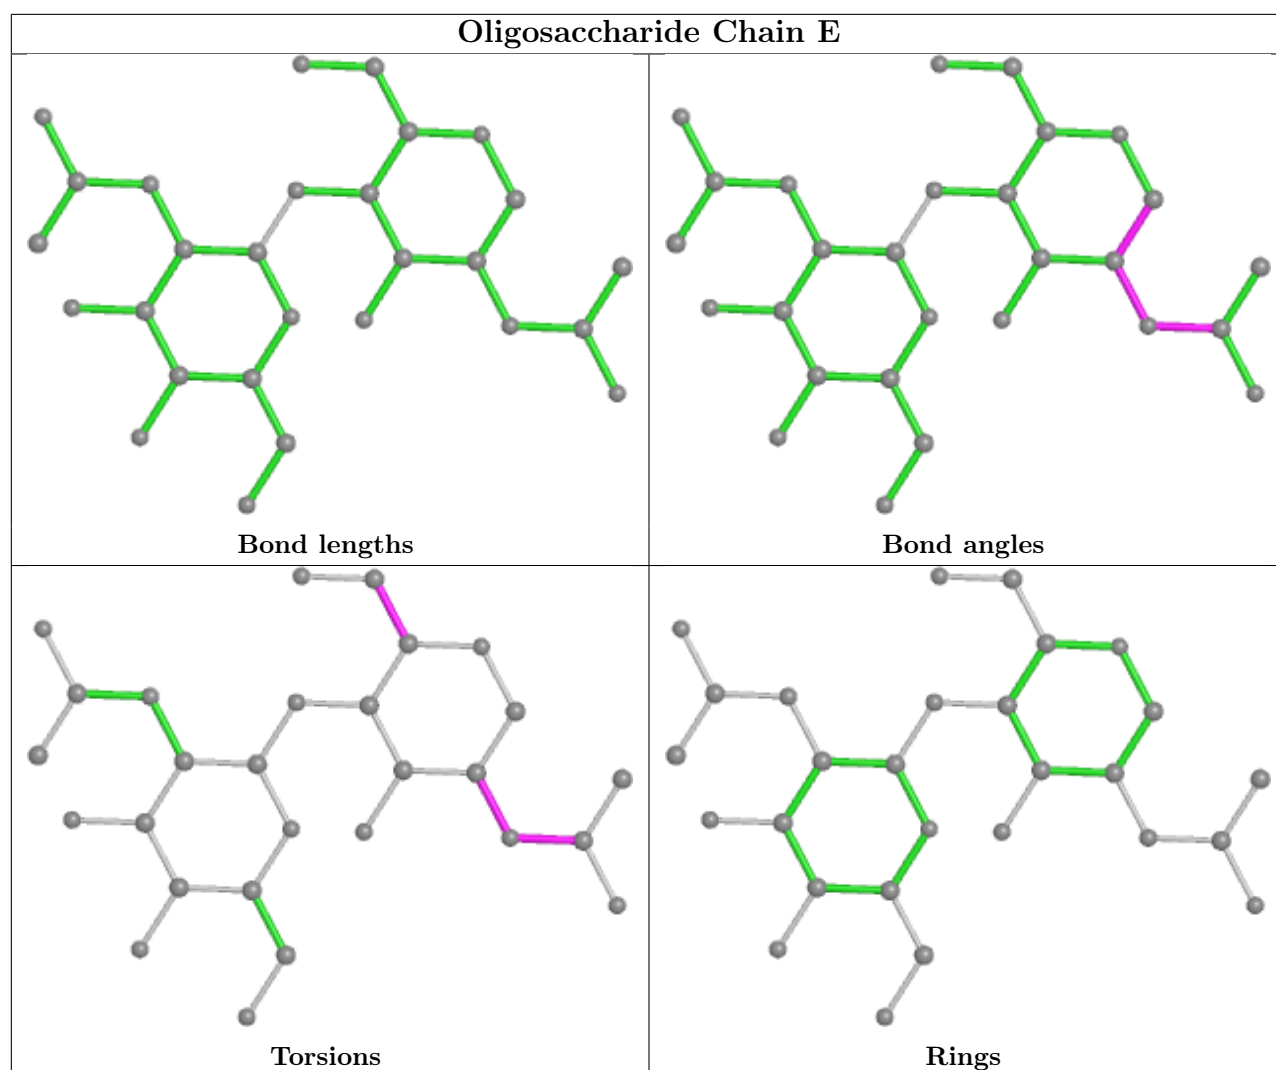 Oligosaccharide Chain E
Bond lengths
Bond angles
Torsions
Rings